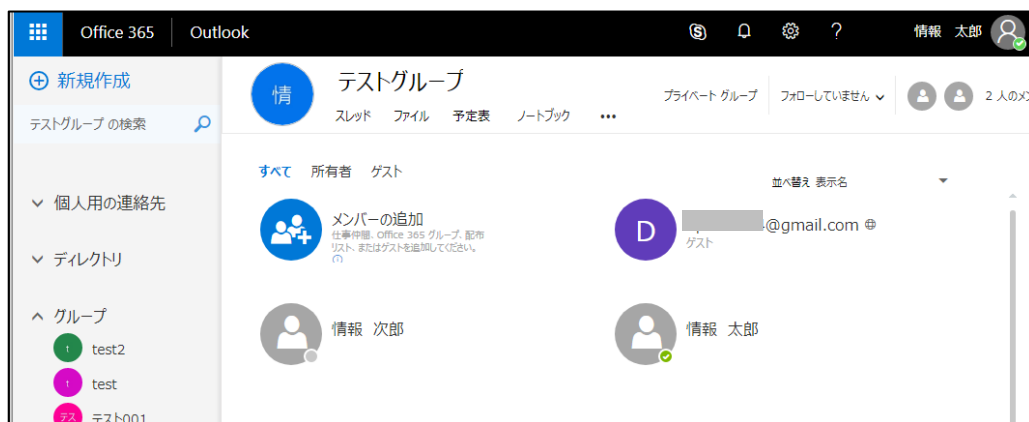 Office 365 Outlook
情報 太郎
新規作成
テストグループ の検索
個人用の連絡先
ディレクトリ
グループ
t
test2
t
test
テス
テスト001
情
テストグループ
スレッド ファイル 予定表 ノートブック •••
プライベート グループ フォローしていません 2 人のメン
すべて 所有者 ゲスト
並べ替え 表示名
メンバーの追加
仕事仲間、Office 365 グループ、配布
リスト、またはゲストを追加してください。
D
@gmail.com
ゲスト
情報 次郎
情報 太郎